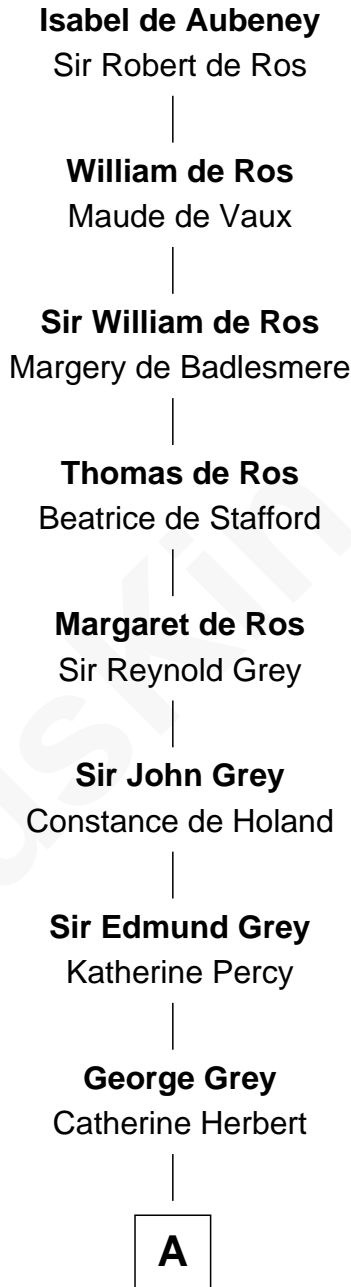 Isabel de Aubeney
Sir Robert de Ros
William de Ros
Maude de Vaux
Sir William de Ros
Margery de Badlesmere
Thomas de Ros
Beatrice de Stafford
Margaret de Ros
Sir Reynold Grey
Sir John Grey
Constance de Holand
Sir Edmund Grey
Katherine Percy
George Grey
Catherine Herbert
A